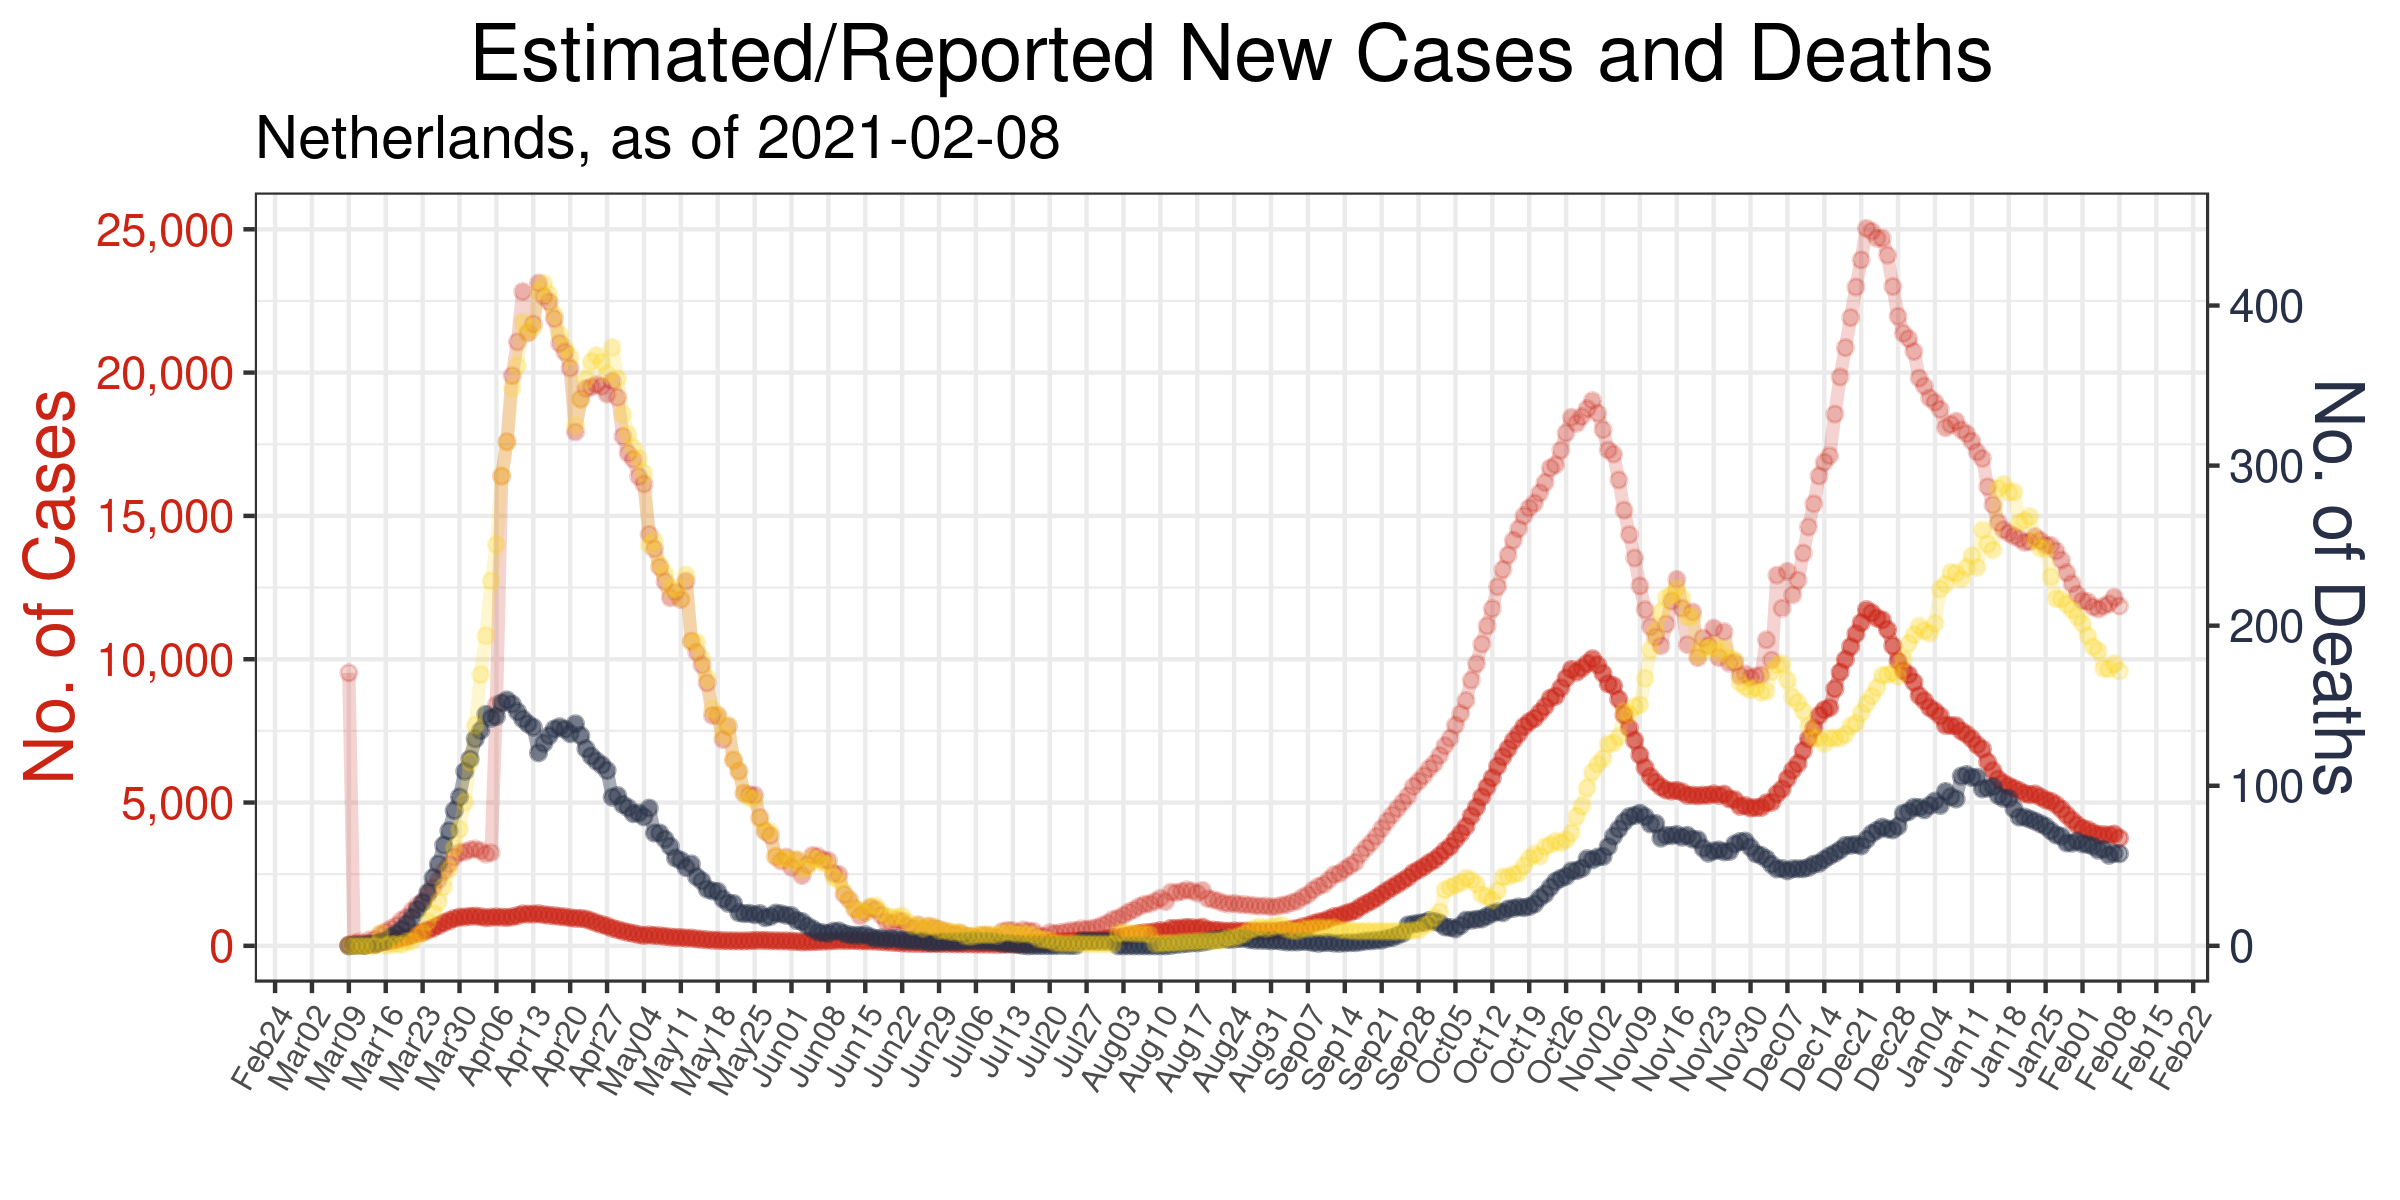 Estimated/Reported New Cases and Deaths
Netherlands, as of 2021-02-08
No. of Cases
25,000
20,000
15,000
10,000
5,000
0
No. of Deaths
400
300
200
100
0
Feb24
Mar02
Mar09
Mar16
Mar23
Mar30
Apr06
Apr13
Apr20
Apr27
May04
May11
May18
May25
Jun01
Jun08
Jun15
Jun22
Jun29
Jul06
Jul13
Jul20
Jul27
Aug03
Aug10
Aug17
Aug24
Aug31
Sep07
Sep14
Sep21
Sep28
Oct05
Oct12
Oct19
Oct26
Nov02
Nov09
Nov16
Nov23
Nov30
Dec07
Dec14
Dec21
Dec28
Jan04
Jan11
Jan18
Jan25
Feb01
Feb08
Feb15
Feb22